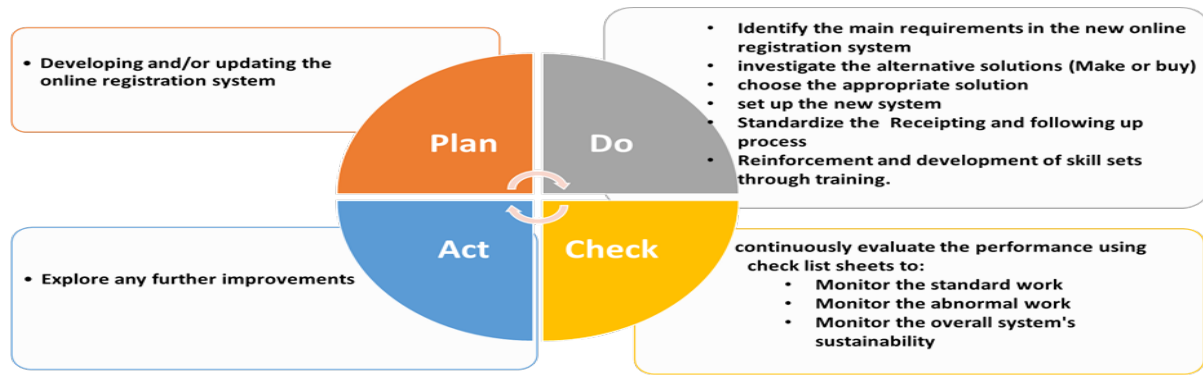 • Developing and/or updating the
online registration system
Plan
Do
• Identify the main requirements in the new online
registration system
• investigate the alternative solutions (Make or buy)
• choose the appropriate solution
• set up the new system
• Standardize the Receipting and following up
process
• Reinforcement and development of skill sets
through training.
• Explore any further improvements
Act
Check
continuously evaluate the performance using
check list sheets to:
• Monitor the standard work
• Monitor the abnormal work
• Monitor the overall system's
sustainability